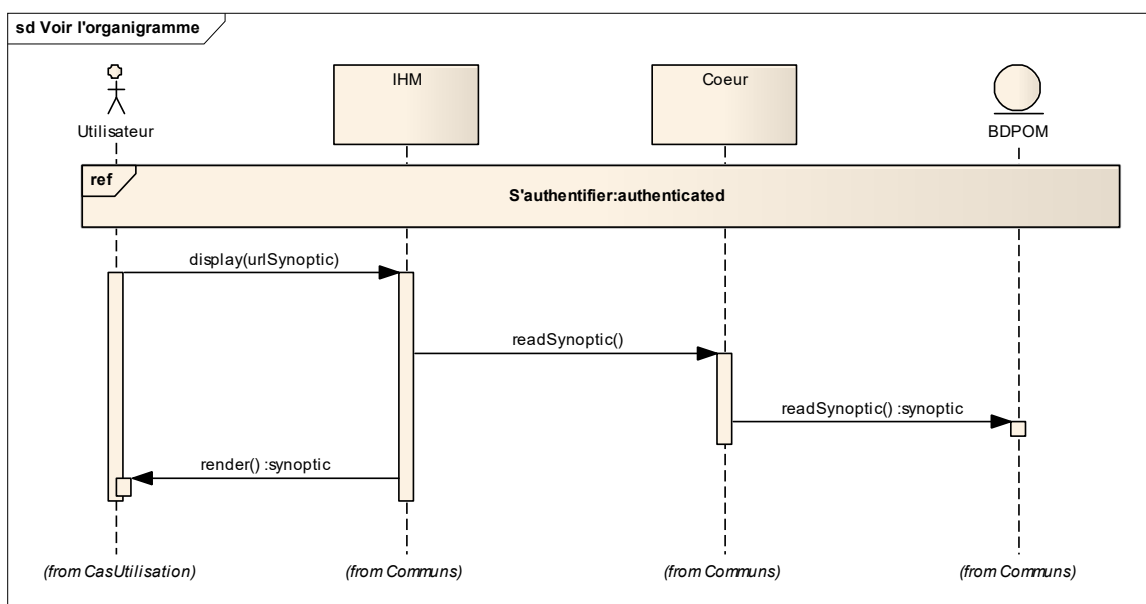 sd Voir l'organigramme
Utilisateur
IHM
Coeur
BDPOM
ref
S'authentifier:authenticated
display(urlSynoptic)
readSynoptic()
readSynoptic() :synoptic
render() :synoptic
(from CasUtilisation)
(from Communs)
(from Communs)
(from Communs)